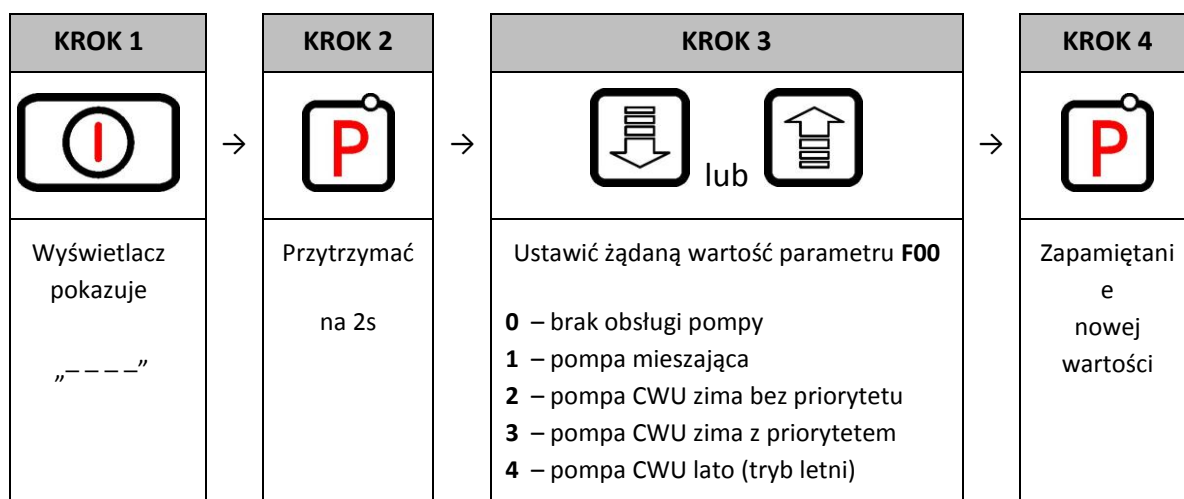 KROK 1
KROK 2
KROK 3
KROK 4
I
P
lub
P
→
→
→
Wyświetlacz
pokazuje
„– – – –”
Przytrzymać
na 2s
Ustawić żądaną wartość parametru F00
0 – brak obsługi pompy
1 – pompa mieszająca
2 – pompa CWU zima bez priorytetu
3 – pompa CWU zima z priorytetem
4 – pompa CWU lato (tryb letni)
Zapamiętani
e
nowej
wartości